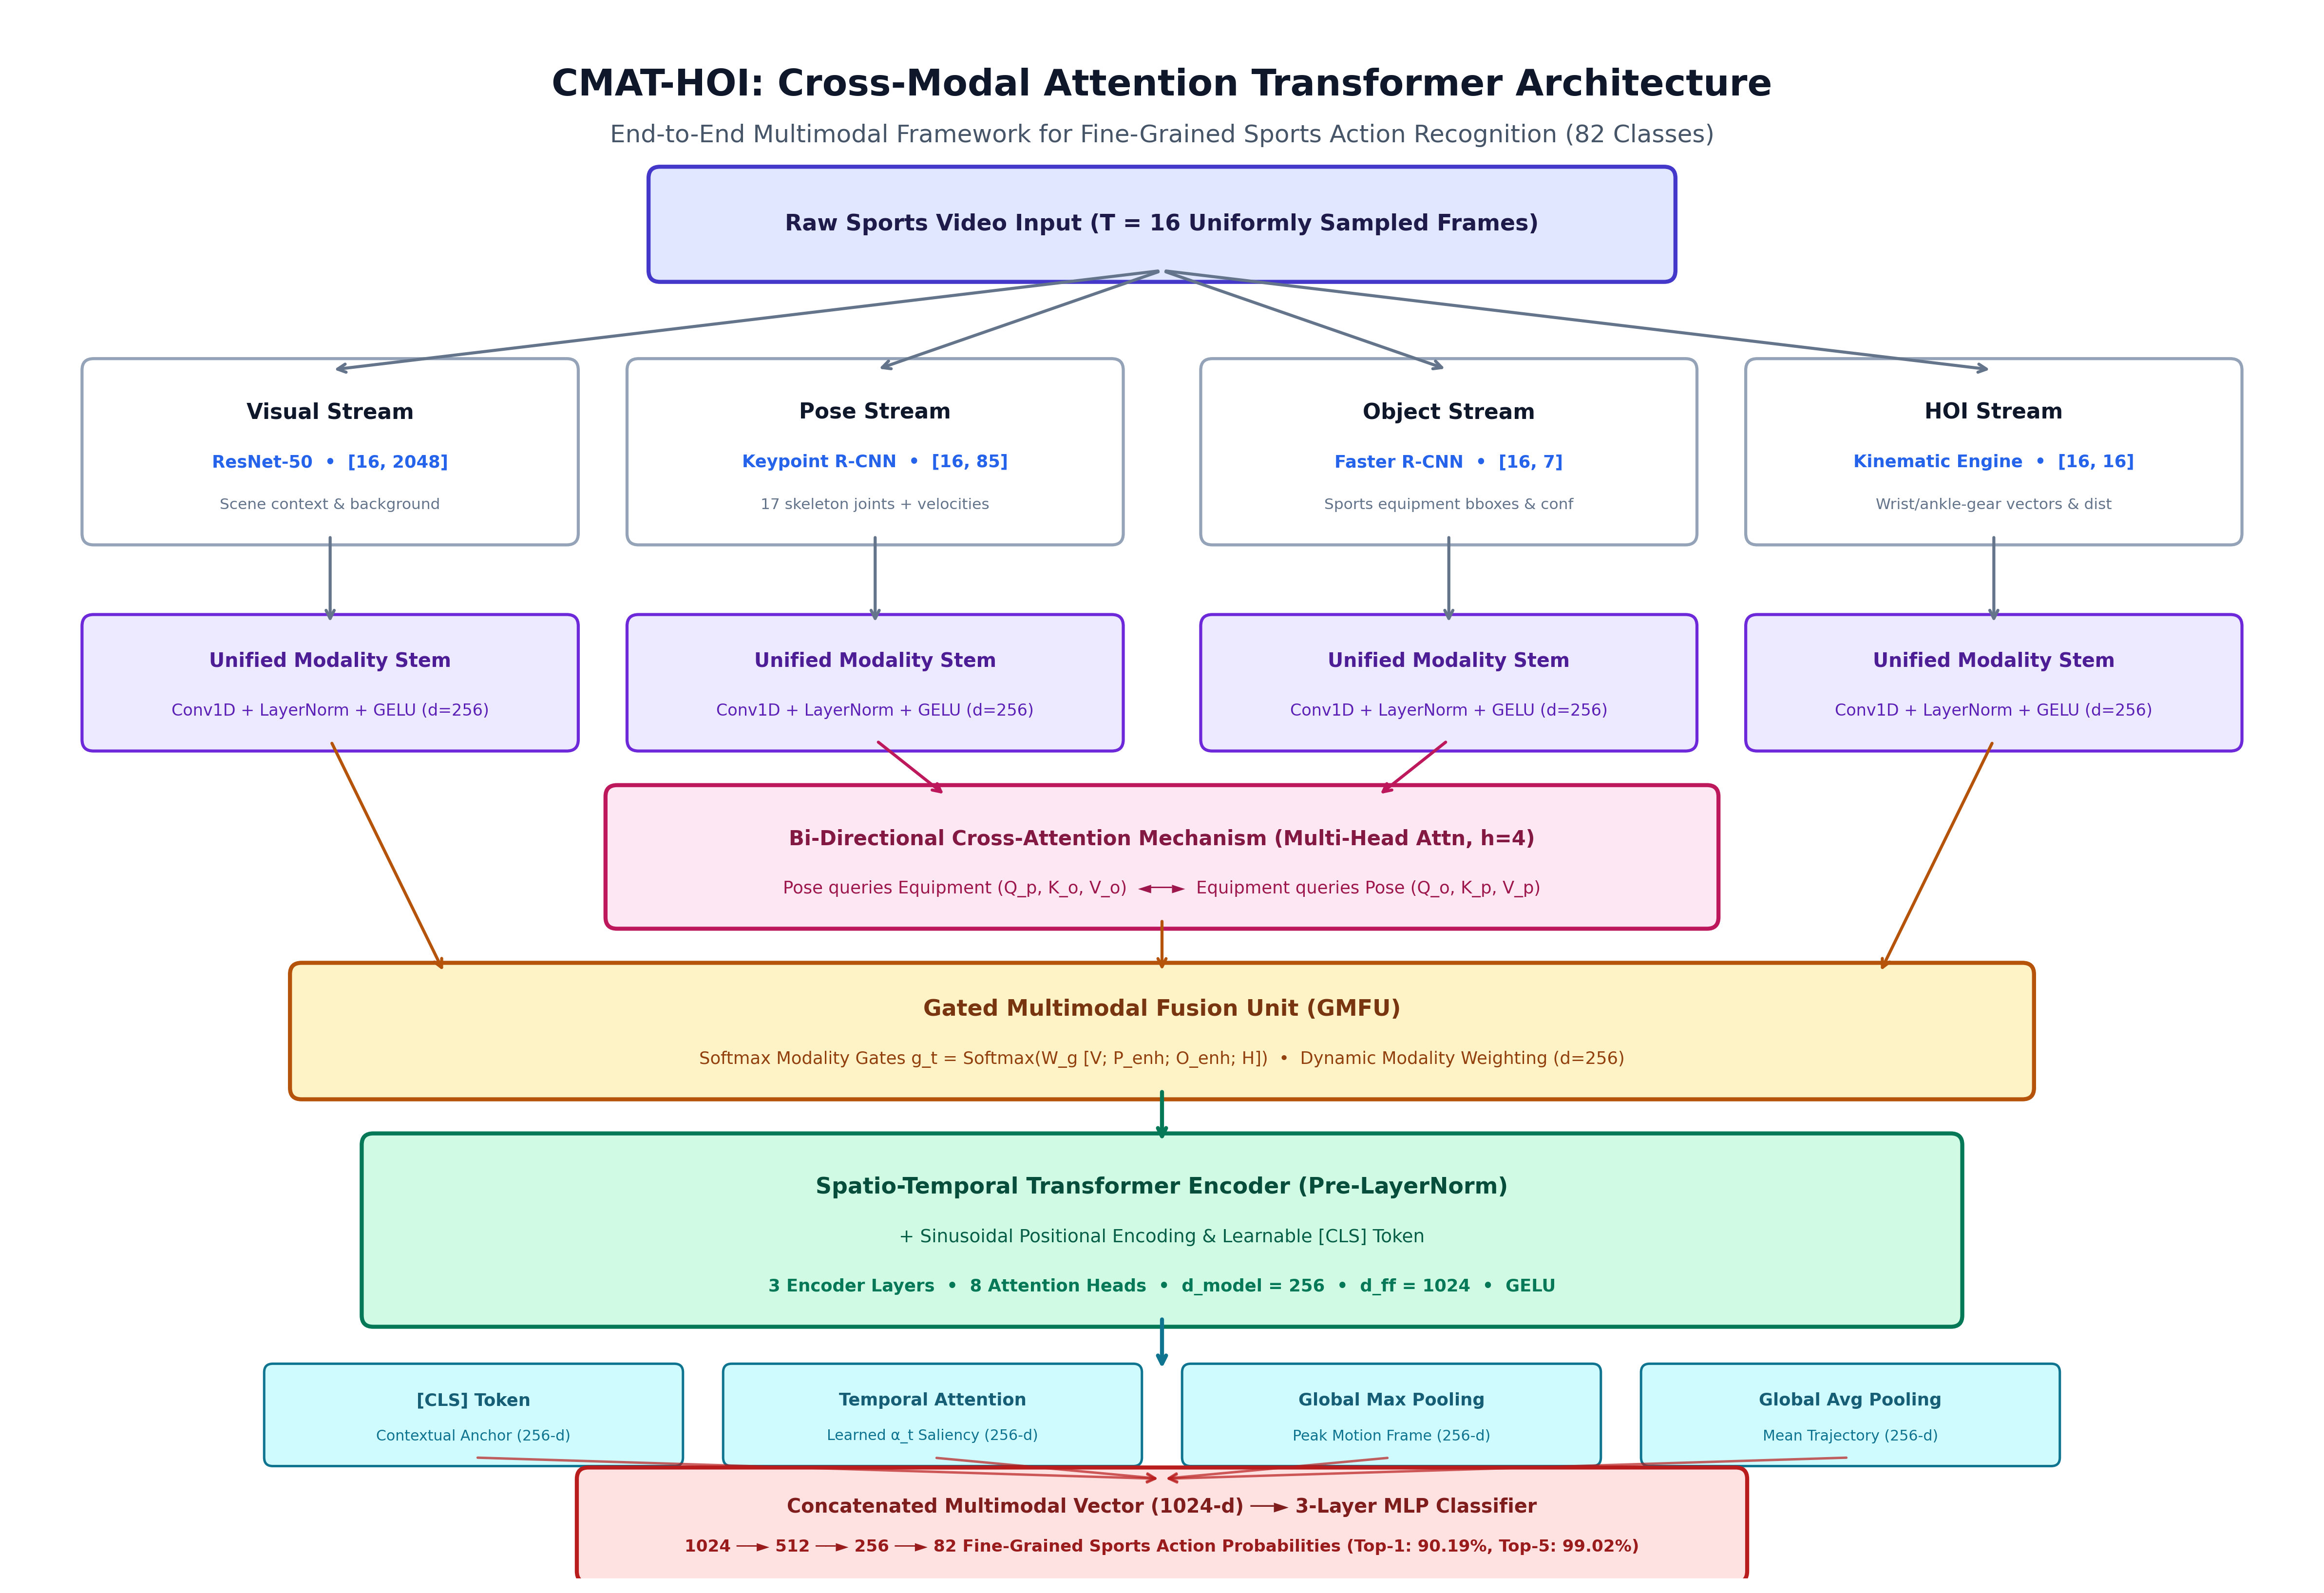 CMAT-HOI: Cross-Modal Attention Transformer Architecture
End-to-End Multimodal Framework for Fine-Grained Sports Action Recognition (82 Classes)
Raw Sports Video Input (T = 16 Uniformly Sampled Frames)
Visual Stream
ResNet-50 • [16, 2048]
Scene context & background
Pose Stream
Keypoint R-CNN • [16, 85]
17 skeleton joints + velocities
Object Stream
Faster R-CNN • [16, 7]
Sports equipment bboxes & conf
HOI Stream
Kinematic Engine • [16, 16]
Wrist/ankle-gear vectors & dist
Unified Modality Stem
Conv1D + LayerNorm + GELU (d=256)
Unified Modality Stem
Conv1D + LayerNorm + GELU (d=256)
Unified Modality Stem
Conv1D + LayerNorm + GELU (d=256)
Unified Modality Stem
Conv1D + LayerNorm + GELU (d=256)
Bi-Directional Cross-Attention Mechanism (Multi-Head Attn, h=4)
Pose queries Equipment (Q_p, K_o, V_o) ◄─► Equipment queries Pose (Q_o, K_p, V_p)
Gated Multimodal Fusion Unit (GMFU)
Softmax Modality Gates g_t = Softmax(W_g [V; P_enh; O_enh; H]) • Dynamic Modality Weighting (d=256)
Spatio-Temporal Transformer Encoder (Pre-LayerNorm)
+ Sinusoidal Positional Encoding & Learnable [CLS] Token
3 Encoder Layers • 8 Attention Heads • d_model = 256 • d_ff = 1024 • GELU
[CLS] Token
Contextual Anchor (256-d)
Temporal Attention
Learned α_t Saliency (256-d)
Global Max Pooling
Peak Motion Frame (256-d)
Global Avg Pooling
Mean Trajectory (256-d)
Concatenated Multimodal Vector (1024-d) ─► 3-Layer MLP Classifier
1024 ─► 512 ─► 256 ─► 82 Fine-Grained Sports Action Probabilities (Top-1: 90.19%, Top-5: 99.02%)